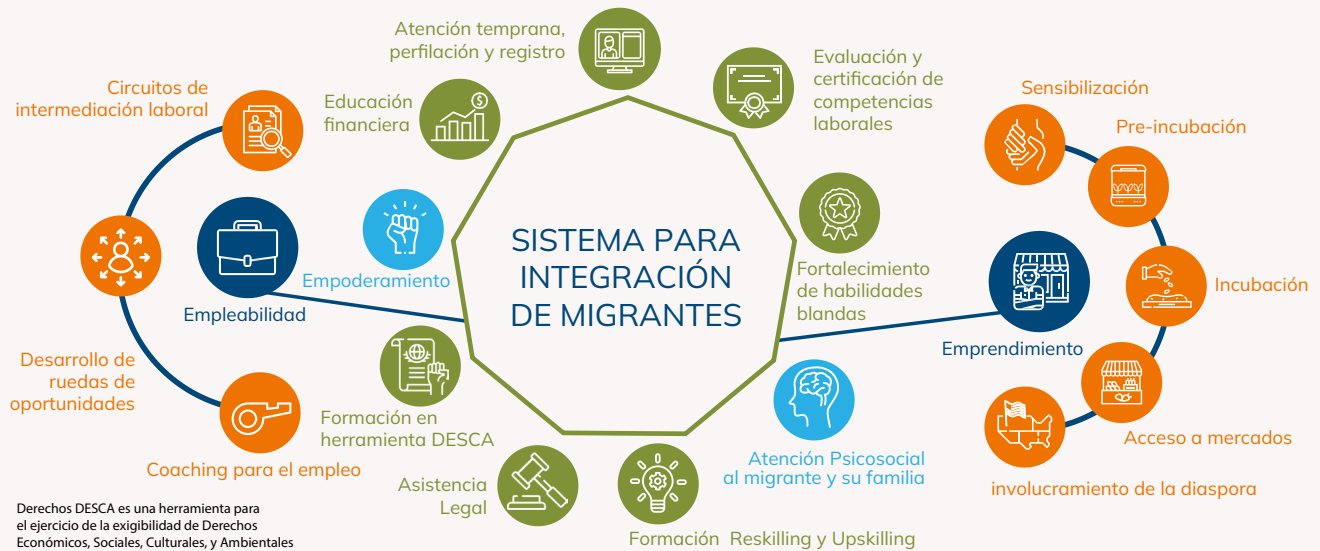 Atención temprana,
perfilación y registro
Evaluación y
certificación de
competencias
laborales
Circuitos de
intermediación laboral
Educación
financiera
$
Sensibilización
Pre-incubación
SISTEMA PARA
INTEGRACIÓN
DE MIGRANTES
Empoderamiento
Empleabilidad
Fortalecimiento
de habilidades
blandas
Incubación
Emprendimiento
Desarrollo de
ruedas de
oportunidades
Formación en
herramienta DESCA
Coaching para el empleo
Atención Psicosocial
al migrante y su familia
Acceso a mercados
involucramiento de la diaspora
Asistencia
Legal
Formación Reskilling y Upskilling
Derechos DESCA es una herramienta para
el ejercicio de la exigibilidad de Derechos
Económicos, Sociales, Culturales, y Ambientales